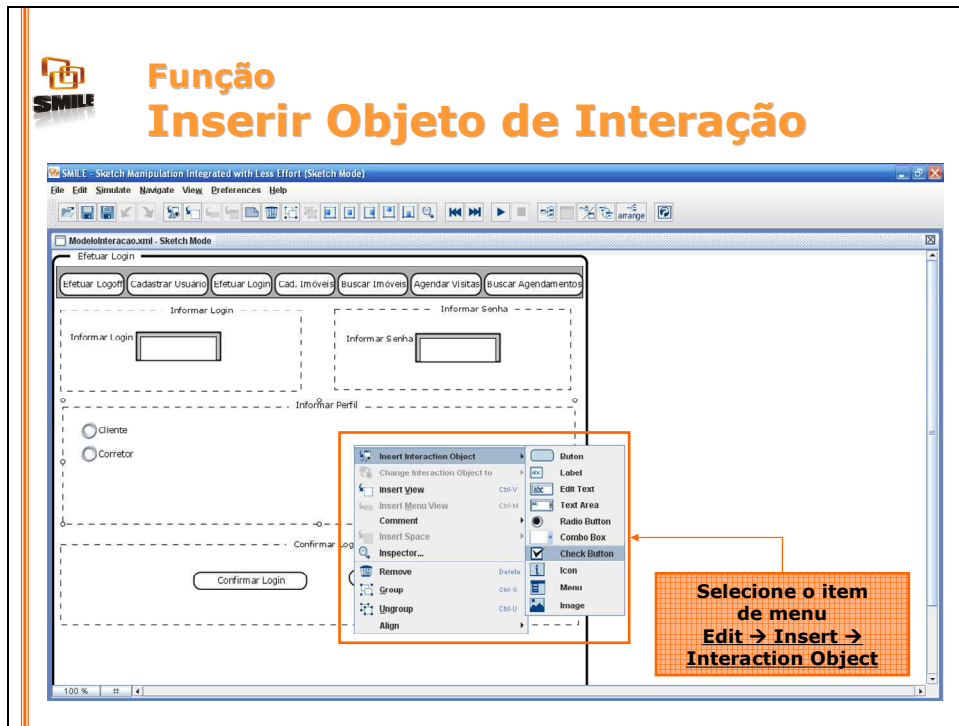 SMILE
Função
Inserir Objeto de Interação
SMILE - Sketch Manipulation Integrated with Less Effort (Sketch Mode)
File Edit Simulate Navigate View Preferences Help
arrange
ModeloInteracao.xml - Sketch Mode
Efetuar Login
Efetuar Logoff Cadastrar Usuário Efetuar Login Cad. Imóveis Buscar Imóveis Agendar Visitas Buscar Agendamentos
Informar Login
Informar Senha
Informar Login
Informar Senha
Informar Perfil
Cliente
Corretor
Insert Interaction Object
Change Interaction Object to
Insert View Ctrl-V
Insert Menu View Ctrl-M
Comment
Insert Space
Inspector...
Remove Delete
Group Ctrl-G
Ungroup Ctrl-U
Align
Buton
Label
Edit Text
Text Area
Radio Button
Combo Box
Check Button
Icon
Menu
Image
Confirmar Log
Confirmar Login
Selecione o item
de menu
Edit → Insert →
Interaction Object
100 %